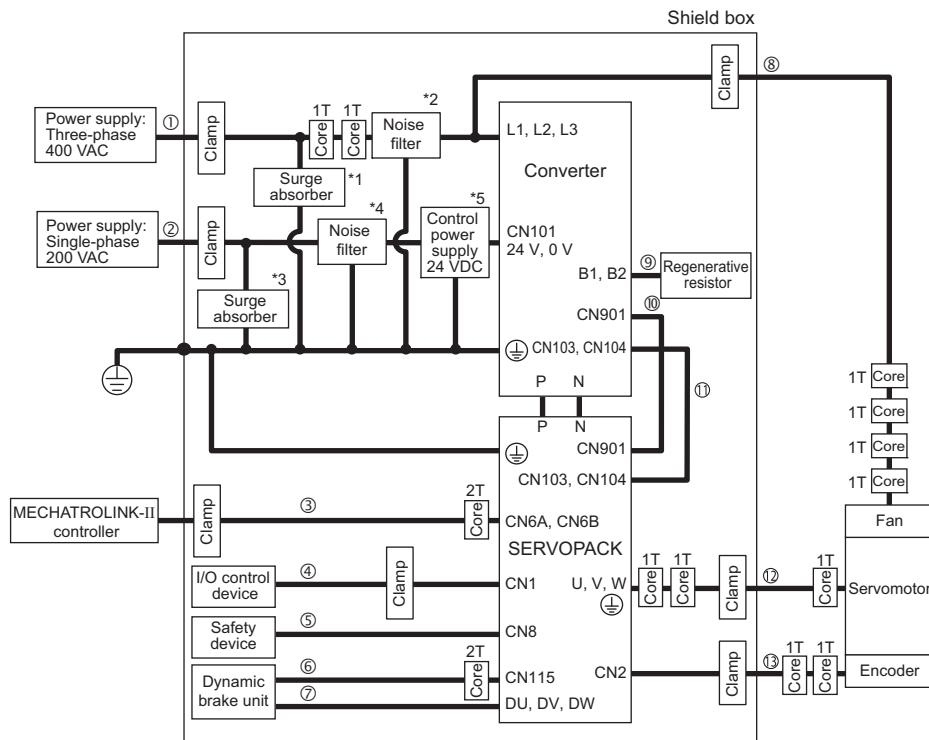 Shield box
Clamp
⑧
Power supply:
Three-phase
400 VAC
①
Clamp
1T
Core
1T
Core
*2
Noise
filter
L1, L2, L3
Converter
Surge
absorber
*1
Power supply:
Single-phase
200 VAC
②
Clamp
*4
Noise
filter
*5
Control
power
supply
24 VDC
CN101
24 V, 0 V
B1, B2
⑨
Regenerative
resistor
*3
Surge
absorber
CN901
⑩
CN103, CN104
⑪
P
N
P
N
CN901
CN103, CN104
1T
Core
1T
Core
1T
Core
1T
Core
Fan
MECHATROLINK-II
controller
Clamp
③
2T
Core
CN6A, CN6B
SERVOPACK
I/O control
device
④
Clamp
CN1
U, V, W
1T
Core
1T
Core
Clamp
⑫
1T
Core
Servomotor
Safety
device
⑤
CN8
Dynamic
brake unit
⑥
2T
Core
CN115
⑦
DU, DV, DW
CN2
Clamp
⑬
1T
Core
1T
Core
Encoder